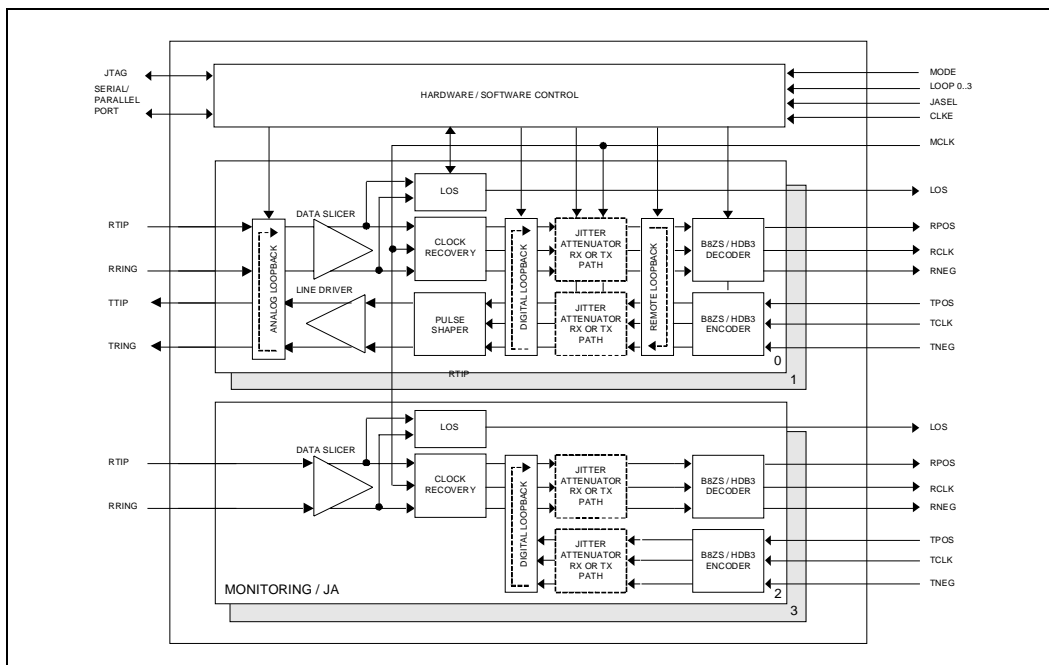 JTAG
SERIAL/
PARALLEL
PORT
HARDWARE / SOFTWARE CONTROL
MODE
LOOP 0..3
JASEL
CLKE
MCLK
LOS
LOS
DATA SLICER
RTIP
RRING
TTIP
TRING
ANALOG LOOPBACK
LINE DRIVER
CLOCK
RECOVERY
PULSE
SHAPER
DIGITAL LOOPBACK
JITTER
ATTENUATOR
RX OR TX
PATH
JITTER
ATTENUATOR
RX OR TX
PATH
REMOTE LOOPBACK
B8ZS / HDB3
DECODER
B8ZS / HDB3
ENCODER
RPOS
RCLK
RNEG
TPOS
TCLK
TNEG
0
1
RTIP
LOS
LOS
DATA SLICER
RTIP
RRING
CLOCK
RECOVERY
DIGITAL LOOPBACK
JITTER
ATTENUATOR
RX OR TX
PATH
JITTER
ATTENUATOR
RX OR TX
PATH
B8ZS / HDB3
DECODER
B8ZS / HDB3
ENCODER
RPOS
RCLK
RNEG
TPOS
TCLK
TNEG
MONITORING / JA
2
3